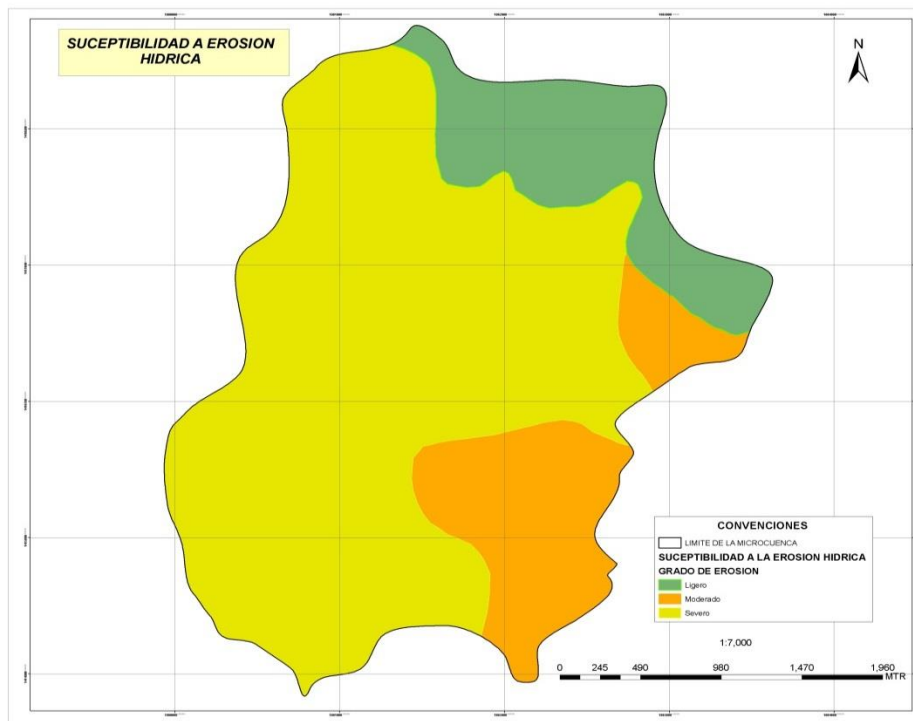 SUCEPTIBILIDAD A EROSION
HIDRICA
N
CONVENCIONES
LIMITE DE LA MICROCUENCA
SUCEPTIBILIDAD A LA EROSION HIDRICA
GRADO DE EROSION
Ligero
Moderado
Severo
1:7,000
0 245 490 980 1,470 1,960
MTR